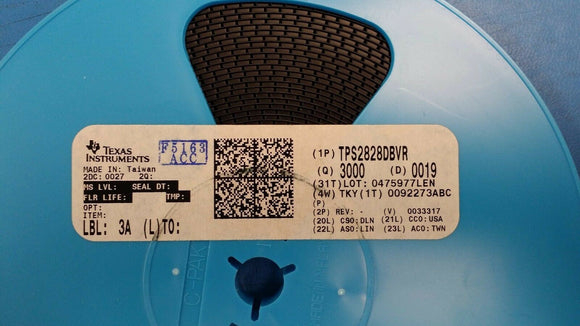 TEXAS
INSTRUMENTS
F5163
ACC
MADE IN: Taiwan
2DC: 0027 2Q:
MS LVL: SEAL DT:
FLR LIFE: TMP:
OPT:
ITEM:
LBL: 3A (L)TO:
(1P) TPS2828DBVR
(Q) 3000 (D) 0019
(31T)LOT: 0475977LEN
(4W) TKY(1T) 0092273ABC
(P)
(2P) REV: - (V) 0033317
(20L) CSO:DLN (21L) CCO:USA
(22L) ASO:LIN (23L) ACO:TWN
C-PAK